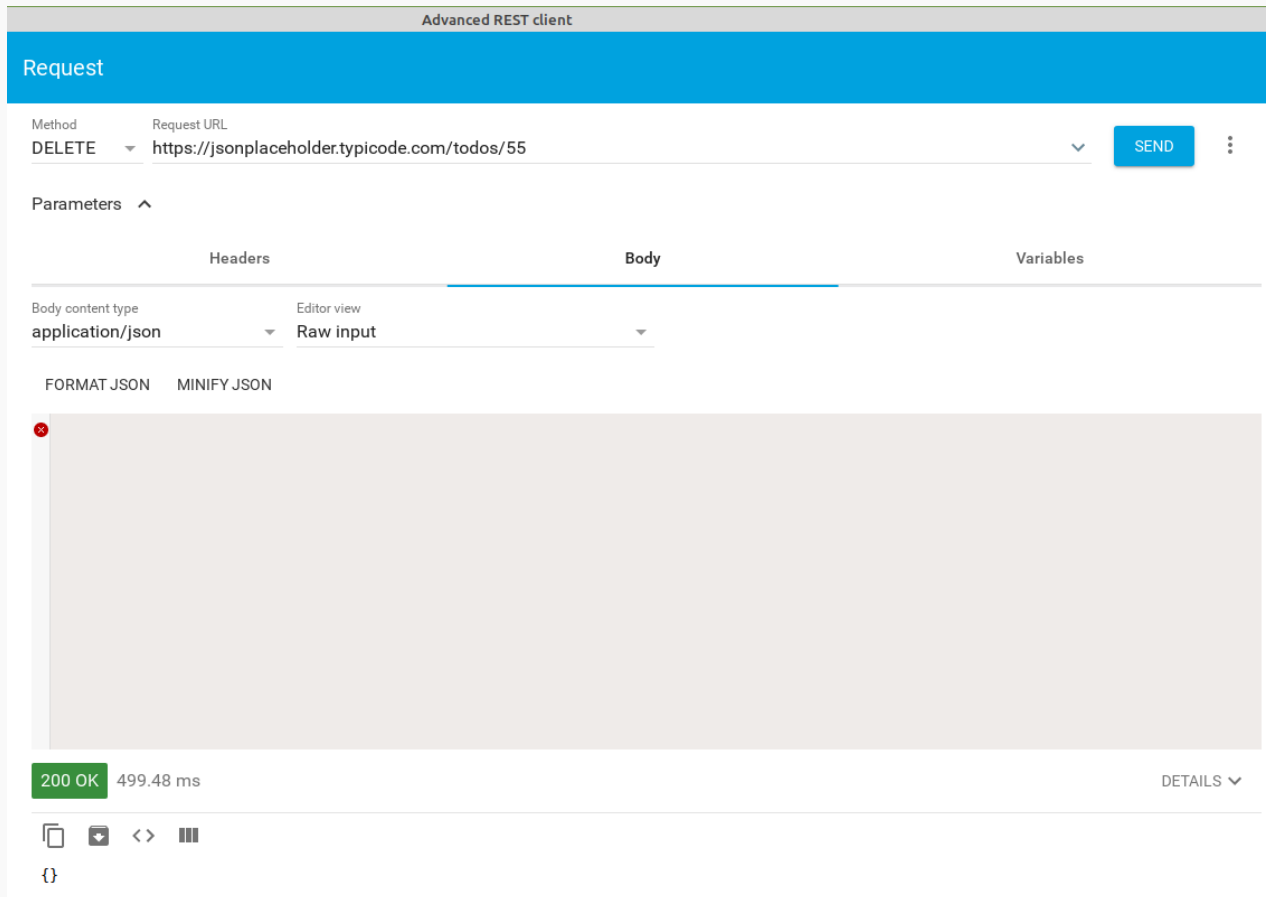 Advanced REST client
Request
Method Request URL
DELETE https://jsonplaceholder.typicode.com/todos/55 SEND
Parameters
Headers Body Variables
Body content type Editor view
application/json Raw input
FORMAT JSON MINIFY JSON
200 OK 499.48 ms DETAILS
{}